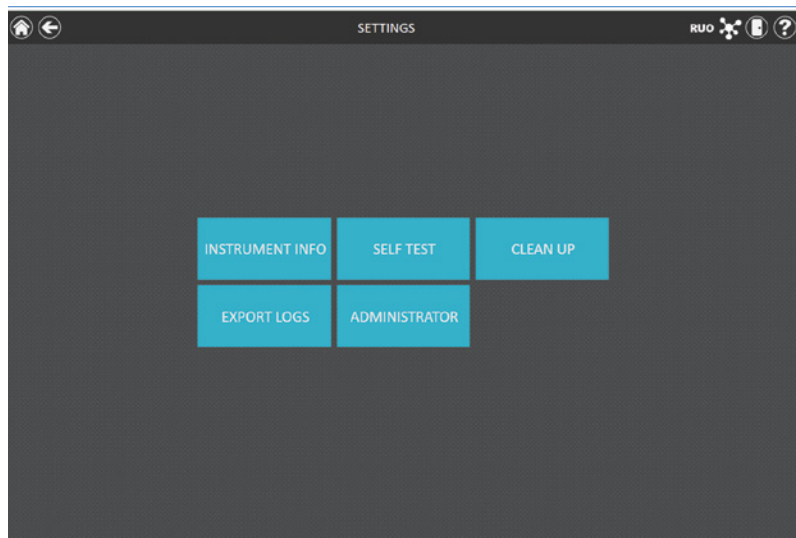 SETTINGS RUO ?
INSTRUMENT INFO SELF TEST CLEAN UP
EXPORT LOGS ADMINISTRATOR